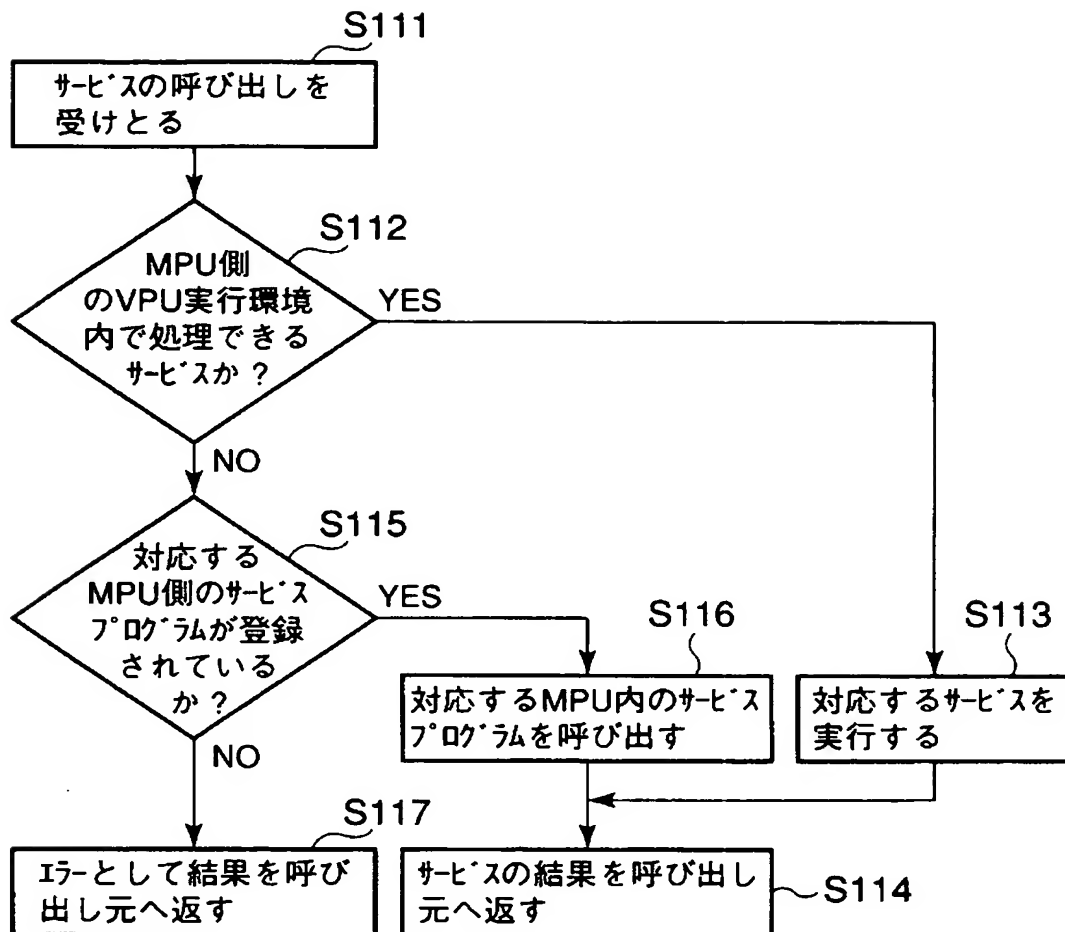 S111
ｻｰﾋﾞｽの呼び出しを
受けとる
S112
MPU側
のVPU実行環境
内で処理できる
ｻｰﾋﾞｽか？
YES
NO
S115
対応する
MPU側のｻｰﾋﾞｽ
ﾌﾟﾛｸﾞﾗﾑが登録
されている
か？
YES
NO
S116
対応するMPU内のｻｰﾋﾞｽ
ﾌﾟﾛｸﾞﾗﾑを呼び出す
S113
対応するｻｰﾋﾞｽを
実行する
S117
ｴﾗｰとして結果を呼び
出し元へ返す
ｻｰﾋﾞｽの結果を呼び出し
元へ返す
S114